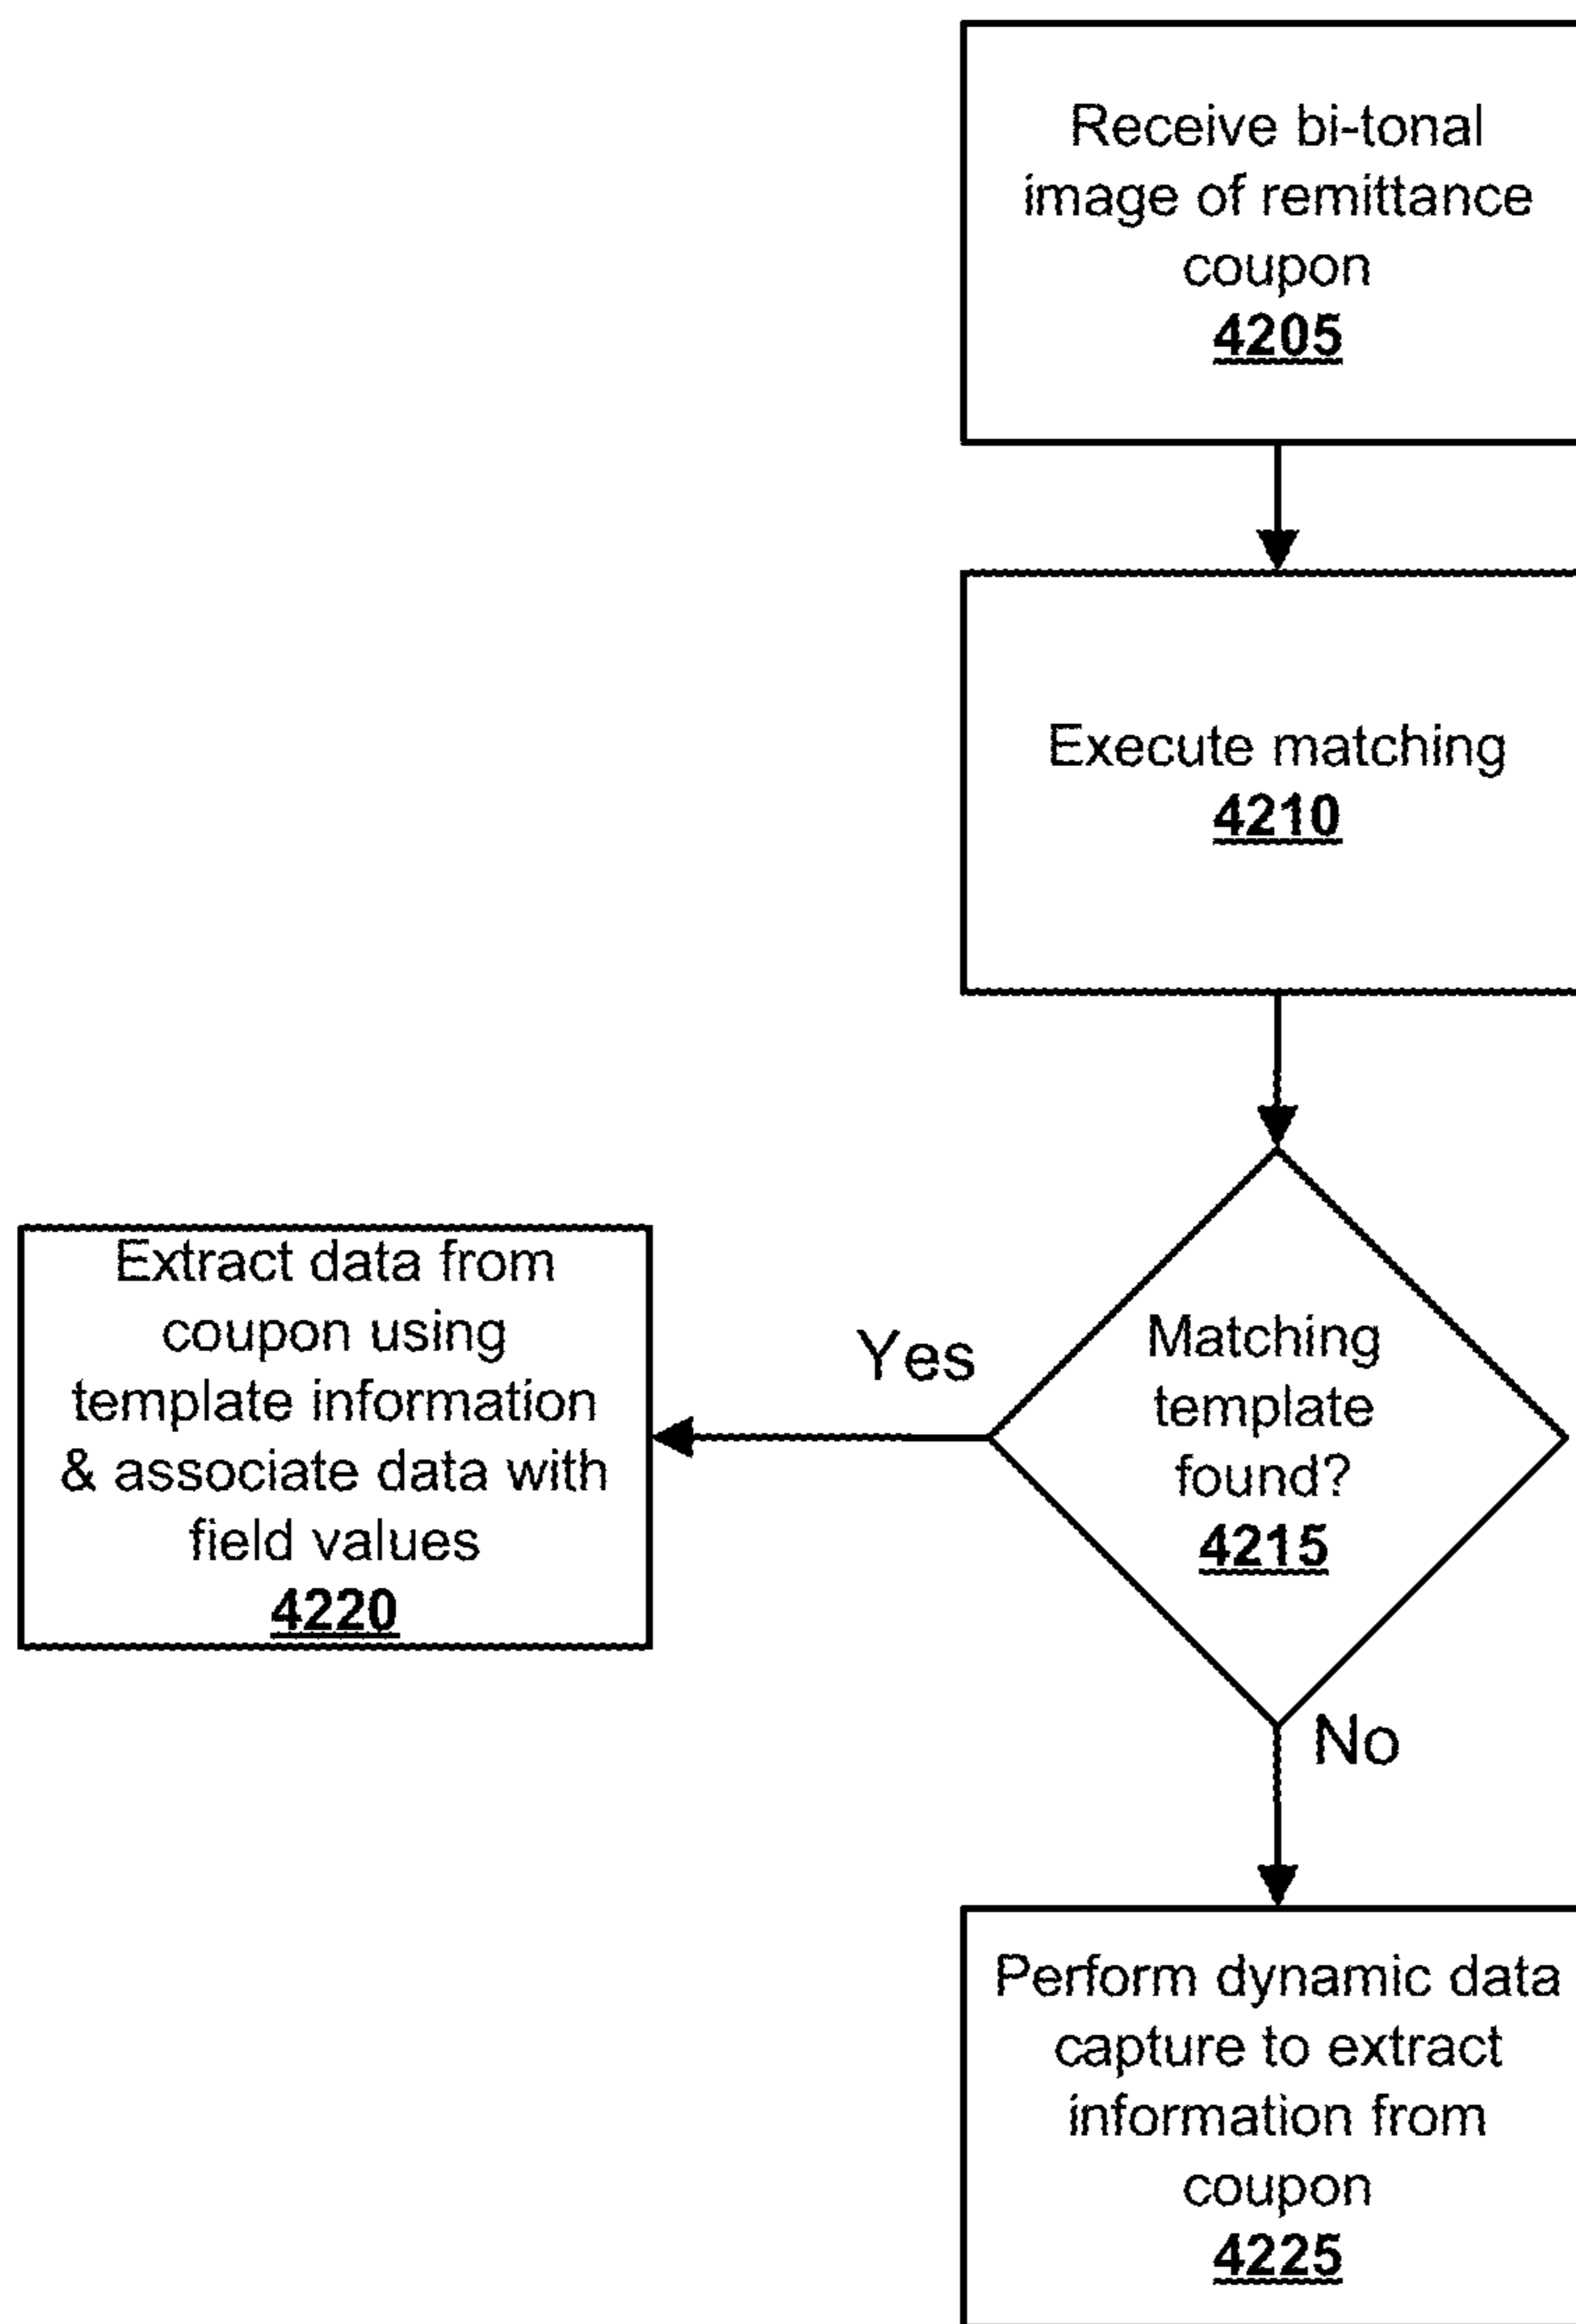 Receive bi-tonal
image of remittance
coupon
4205
Execute matching
4210
Matching
template
found?
4215
Yes
Extract data from
coupon using
template information
& associate data with
field values
4220
No
Perform dynamic data
capture to extract
information from
coupon
4225